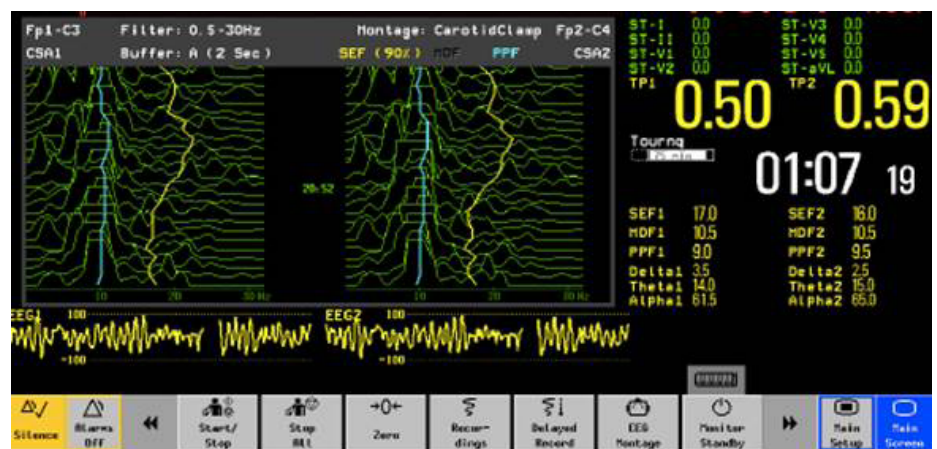 Fp1-C3 Filter: 0.5-30Hz Montage: CarotidClamp Fp2-C4
CSA1 Buffer: A (2 Sec) SEF (90%) MDF PPF CSA2
20:52
10 20 30 Hz
10 20 30 Hz
ST-I 0.0 ST-V3 0.0
ST-II 0.0 ST-V4 0.0
ST-V1 0.0 ST-V5 0.0
ST-V2 0.0 ST-aVL 0.0
TP1 0.50 TP2 0.59
Tournq
01:07 19
SEF1 17.0 SEF2 16.0
MDF1 10.5 MDF2 10.5
PPF1 9.0 PPF2 9.5
Delta1 3.5 Delta2 2.5
Theta1 14.0 Theta2 15.0
Alpha1 61.5 Alpha2 65.0
EEG1 100 EEG2 100
-100 -100
Silence
Alarms OFF
Start/ Stop
Stop ALL
→0← Zero
Recor- dings
Delayed Record
EEG Montage
Monitor Standby
Main Setup
Main Screen